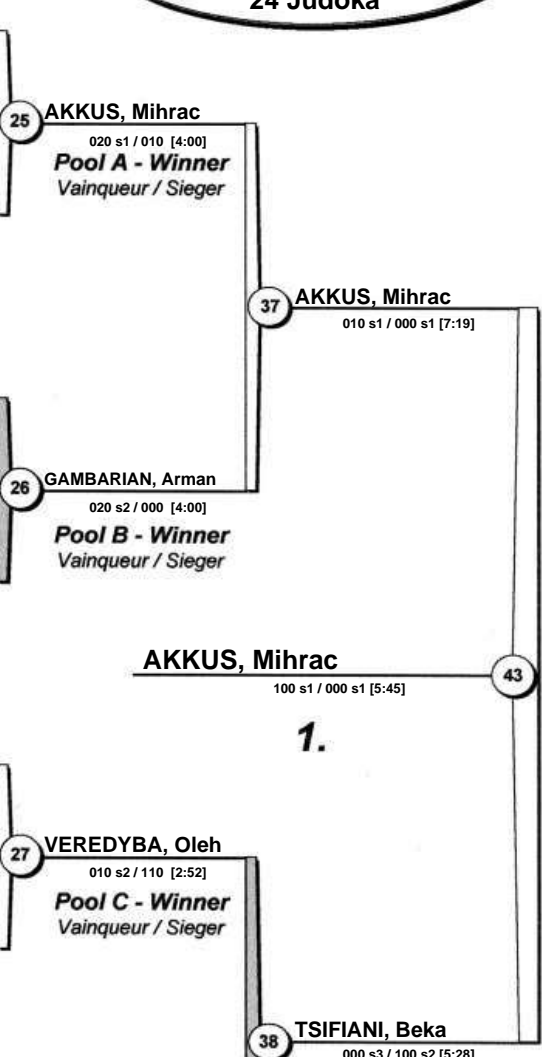 24 Judoka
25 AKKUS, Mihrac
020 s1 / 010 [4:00]
Pool A - Winner
Vainqueur / Sieger
37 AKKUS, Mihrac
010 s1 / 000 s1 [7:19]
26 GAMBARIAN, Arman
020 s2 / 000 [4:00]
Pool B - Winner
Vainqueur / Sieger
AKKUS, Mihrac 43
100 s1 / 000 s1 [5:45]
1.
27 VEREDYBA, Oleh
010 s2 / 110 [2:52]
Pool C - Winner
Vainqueur / Sieger
38 TSIFIANI, Beka
000 s3 / 100 s2 [5:28]